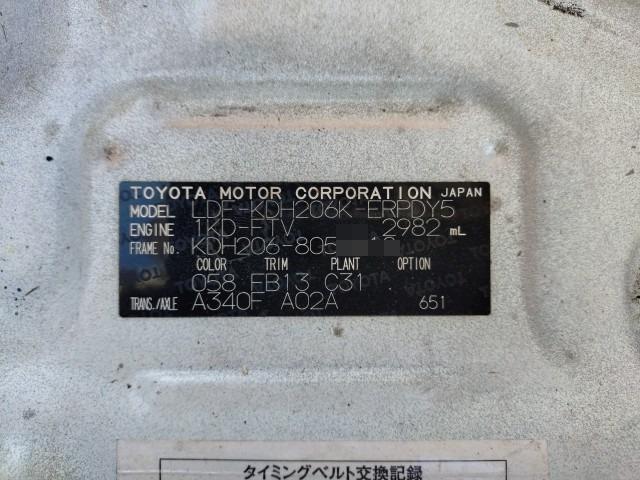 TOYOTA MOTOR CORPORATION JAPAN
MODEL LDF-KDH206K-ERPDY5
ENGINE 1KD-FTV 2982 mL
FRAME No. KDH206-805
COLOR TRIM PLANT OPTION
058 FB13 C31
TRANS./AXLE A340F A02A 651
タイミングベルト交換記録